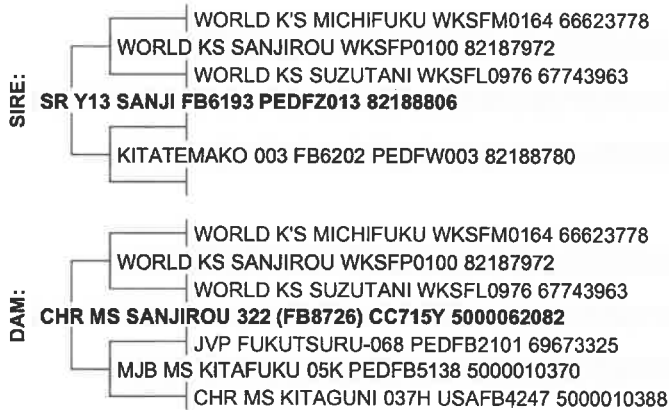 WORLD K'S MICHIFUKU WKSFM0164 66623778
WORLD KS SANJIROU WKSFP0100 82187972
WORLD KS SUZUTANI WKSFL0976 67743963
SIRE:
SR Y13 SANJI FB6193 PEDFZ013 82188806
KITATEMAKO 003 FB6202 PEDFW003 82188780
WORLD K'S MICHIFUKU WKSFM0164 66623778
WORLD KS SANJIROU WKSFP0100 82187972
WORLD KS SUZUTANI WKSFL0976 67743963
DAM:
CHR MS SANJIROU 322 (FB8726) CC715Y 5000062082
JVP FUKUTSURU-068 PEDFB2101 69673325
MJB MS KITAFUKU 05K PEDFB5138 5000010370
CHR MS KITAGUNI 037H USAFB4247 5000010388